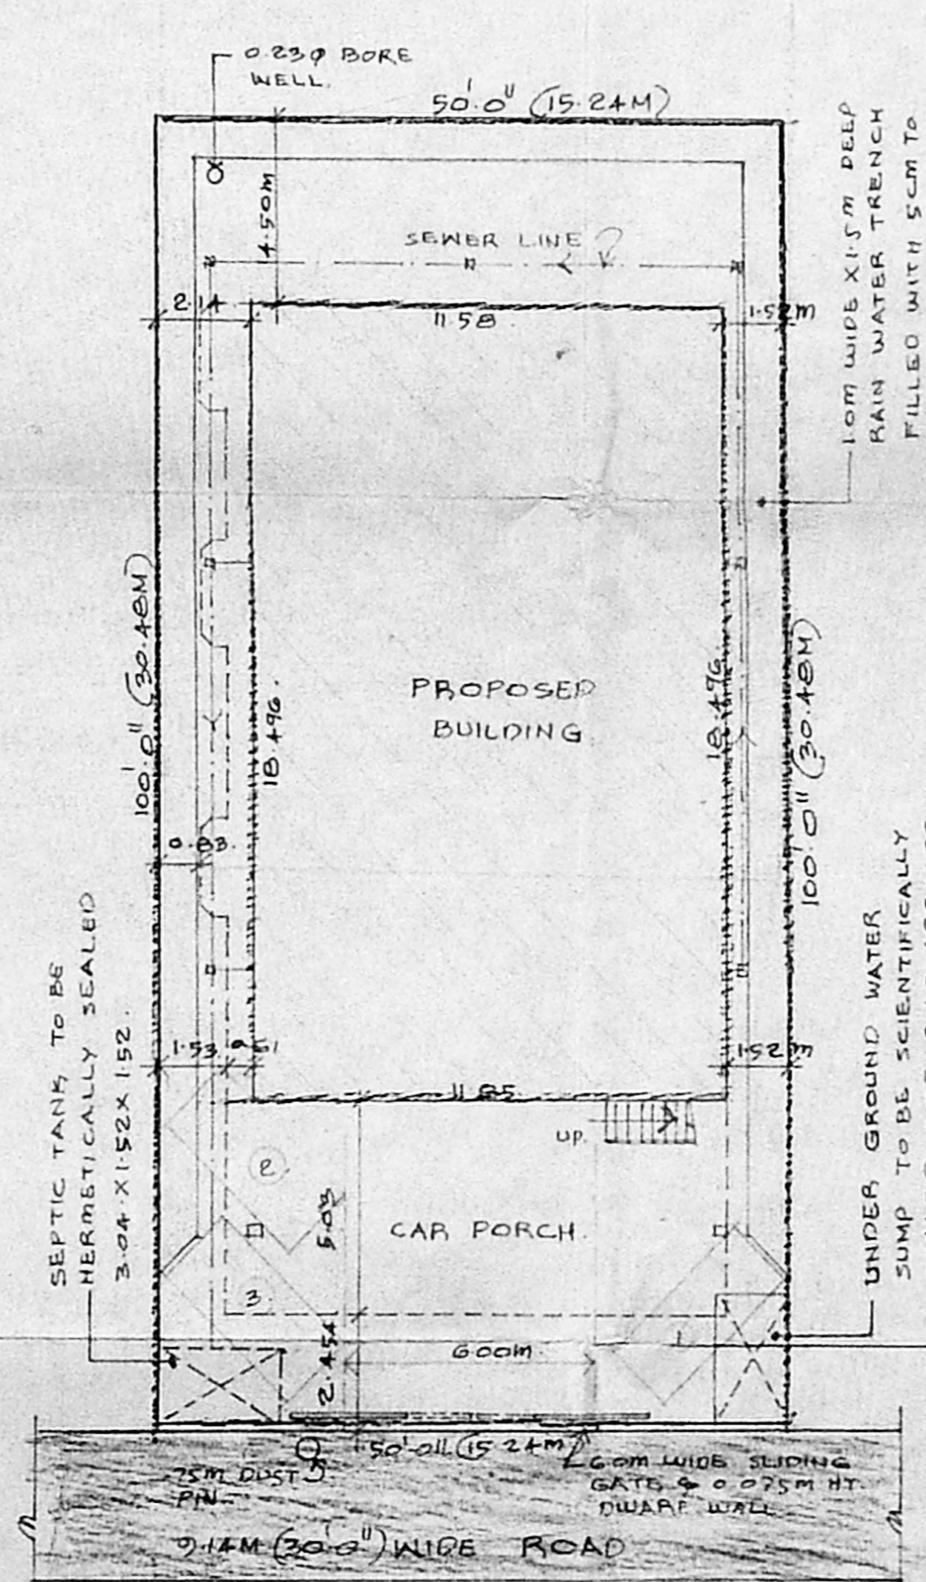 0.23φ BORE
WELL.
50'.0" (15.24M)
4.50M
SEWER LINE
2.14
11.58
1.52M
1.0M WIDE X 1.5M DEEP
RAIN WATER TRENCH
FILLED WITH 5CM TO
100'.0" (30.48M)
18.496.
PROPOSED
BUILDING
18.496.
100'.0" (30.48M)
0.83.
SEPTIC TANK TO BE
HERMETICALLY SEALED
3.04 X 1.52 X 1.52.
1.53
1.52M
UP.
2.
5.03
CAR PORCH.
3.
1
UNDER GROUND WATER
SUMP TO BE SCIENTIFICALLY
2.454
6.00M.
50'.0" (15.24M)
.75M DUST
BIN
6.0M WIDE SLIDING
GATE & 0.075M HT.
DWARF WALL
9.14M (30'.0") WIDE ROAD